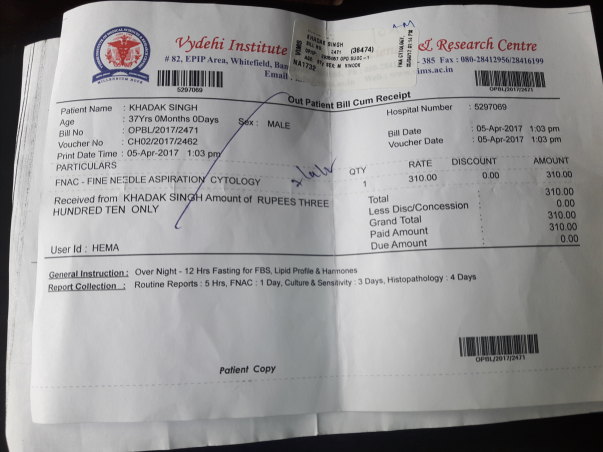 Vydehi Institute & Research Centre
# 82, EPIP Area, Whitefield, Ban 385 Fax : 080-28412956/28416199
Email ims.ac.in
KHADAK SINGH
BILL NO. 2471 (36474)
NA1732
5297069
OPBL/2017/2471
Out Patient Bill Cum Receipt
Patient Name : KHADAK SINGH Hospital Number : 5297069
Age : 37Yrs 0Months 0Days Sex : MALE
Bill No : OPBL/2017/2471 Bill Date : 05-Apr-2017 1:03 pm
Voucher No : CH02/2017/2462 Voucher Date : 05-Apr-2017 1:03 pm
Print Date Time : 05-Apr-2017 1:03 pm
PARTICULARS QTY RATE DISCOUNT AMOUNT
FNAC - FINE NEEDLE ASPIRATION CYTOLOGY 1 310.00 0.00 310.00
Received from KHADAK SINGH Amount of RUPEES THREE
HUNDRED TEN ONLY
Total : 310.00
Less Disc/Concession : 0.00
Grand Total : 310.00
Paid Amount : 310.00
Due Amount : 0.00
User Id : HEMA
General Instruction : Over Night - 12 Hrs Fasting for FBS, Lipid Profile & Harmones
Report Collection : Routine Reports : 5 Hrs, FNAC : 1 Day, Culture & Sensitivity : 3 Days, Histopathology : 4 Days
OPBL/2017/2471
Patient Copy